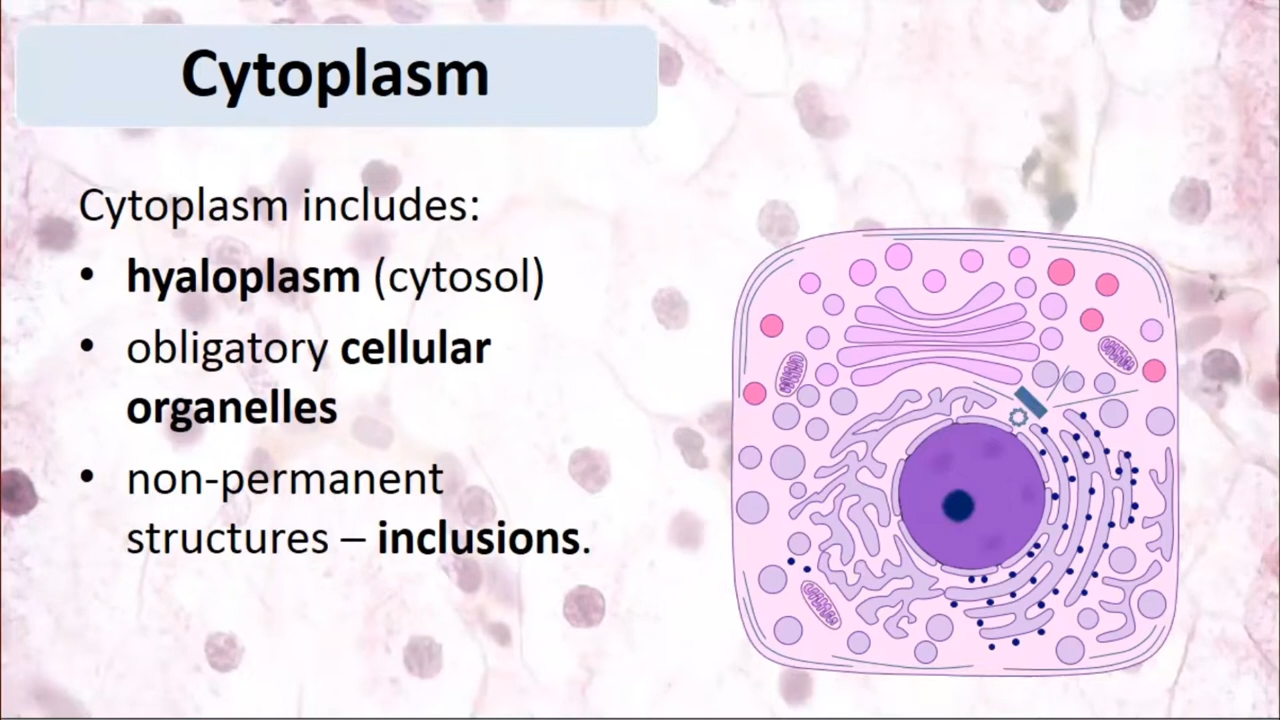 Cytoplasm
Cytoplasm includes:
• hyaloplasm (cytosol)
• obligatory cellular
organelles
• non-permanent
structures – inclusions.